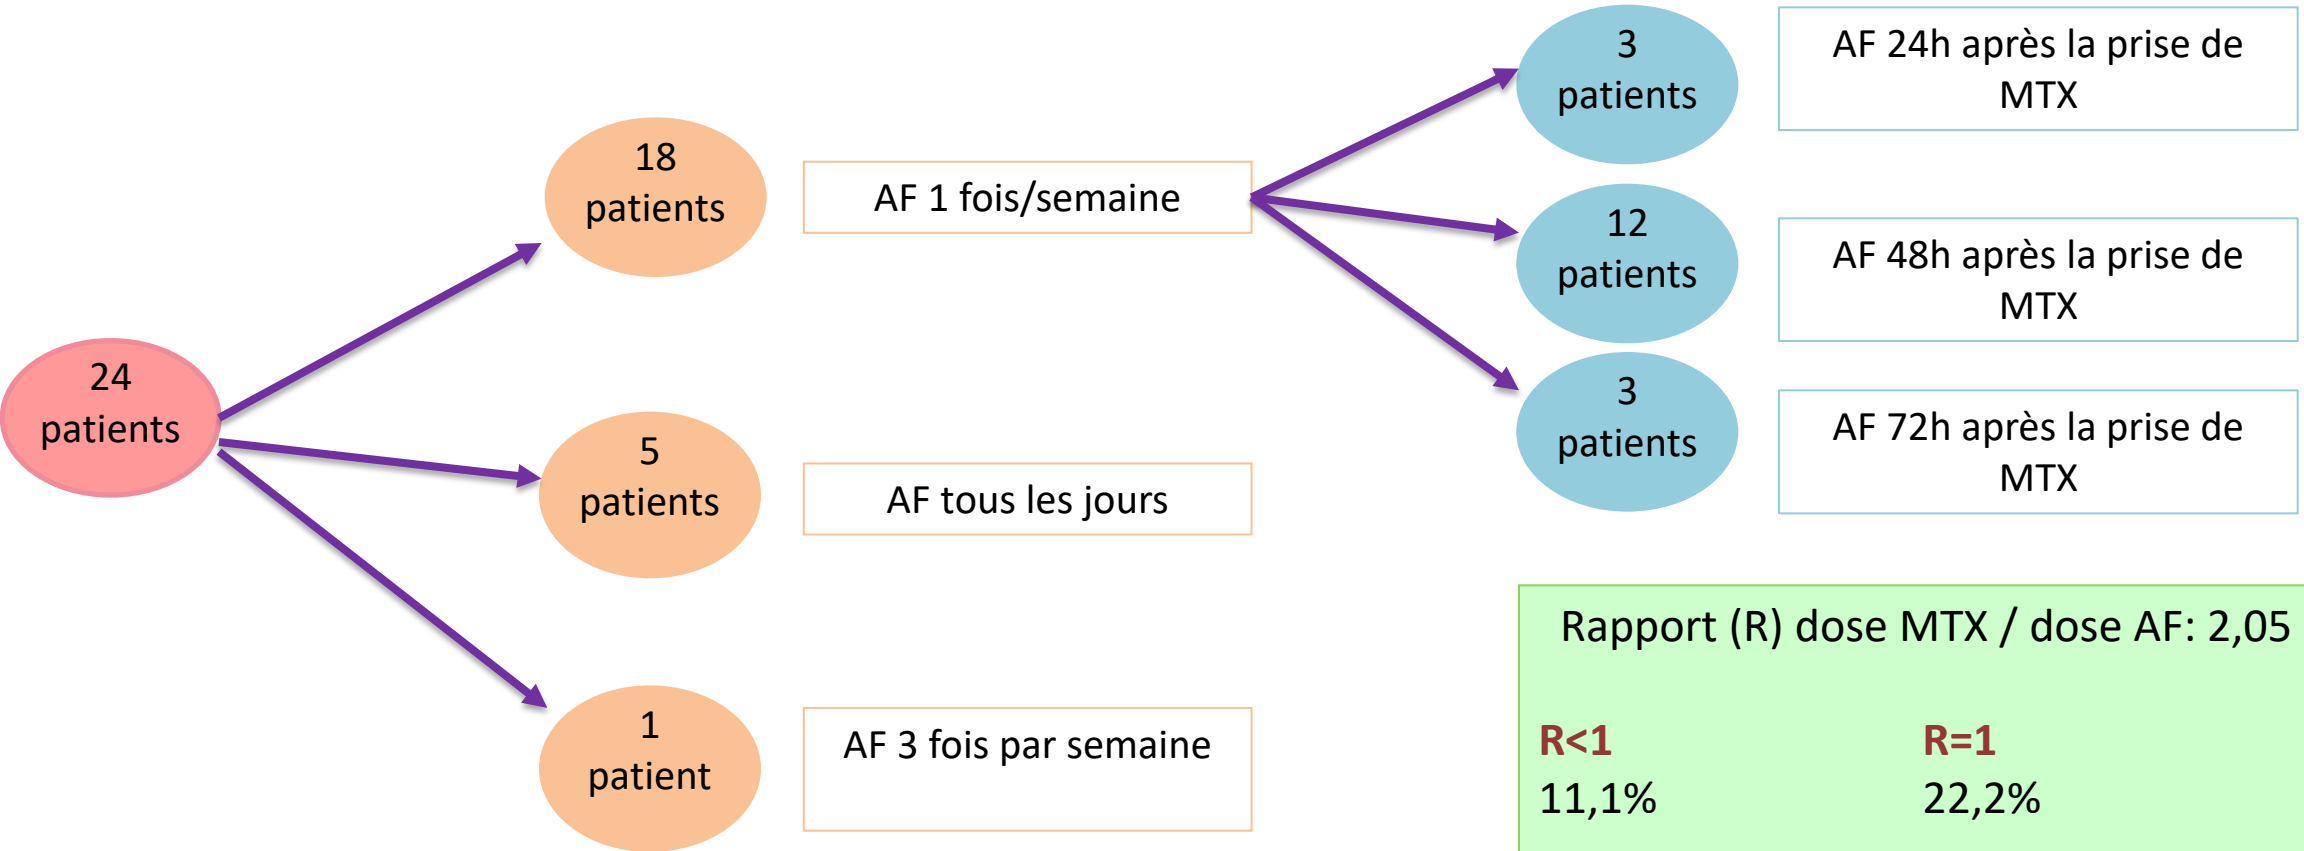 24
patients
18
patients
AF 1 fois/semaine
5
patients
AF tous les jours
1
patient
AF 3 fois par semaine
3
patients
AF 24h après la prise de
MTX
12
patients
AF 48h après la prise de
MTX
3
patients
AF 72h après la prise de
MTX
Rapport (R) dose MTX / dose AF: 2,05
R<1 R=1
11,1% 22,2%